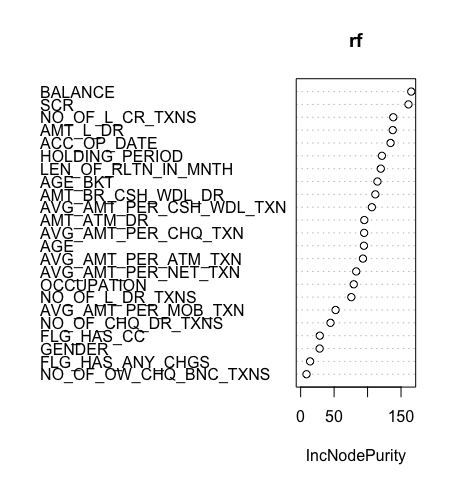 rf
BALANCE
SCR
NO_OF_L_CR_TXNS
AMT_L_DR
ACC_OP_DATE
HOLDING_PERIOD
LEN_OF_RLTN_IN_MNTH
AGE_BKT
AMT_BR_CSH_WDL_DR
AVG_AMT_PER_CSH_WDL_TXN
AMT_ATM_DR
AVG_AMT_PER_CHQ_TXN
AGE
AVG_AMT_PER_ATM_TXN
AVG_AMT_PER_NET_TXN
OCCUPATION
NO_OF_L_DR_TXNS
AVG_AMT_PER_MOB_TXN
NO_OF_CHQ_DR_TXNS
FLG_HAS_CC
GENDER
FLG_HAS_ANY_CHGS
NO_OF_OW_CHQ_BNC_TXNS
0 50 150
IncNodePurity